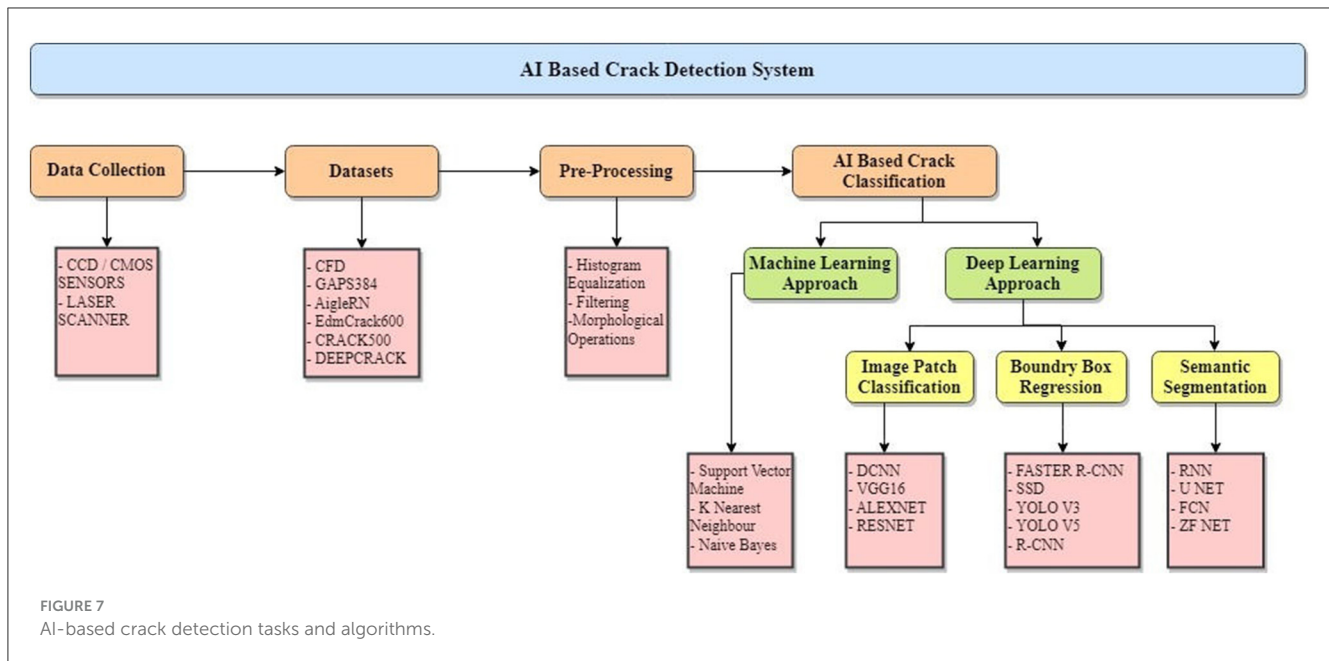 AI Based Crack Detection System
Data Collection
Datasets
Pre-Processing
AI Based Crack
Classification
- CCD / CMOS
SENSORS
- LASER
SCANNER
- CFD
- GAPS384
- AigleRN
- EdmCrack600
- CRACK500
- DEEPCRACK
- Histogram
Equalization
- Filtering
-Morphological
Operations
Machine Learning
Approach
Deep Learning
Approach
Image Patch
Classification
Boundry Box
Regression
Semantic
Segmentation
- Support Vector
Machine
- K Nearest
Neighbour
- Naive Bayes
- DCNN
- VGG16
- ALEXNET
- RESNET
- FASTER R-CNN
- SSD
- YOLO V3
- YOLO V5
- R-CNN
- RNN
- U NET
- FCN
- ZF NET
FIGURE 7
AI-based crack detection tasks and algorithms.